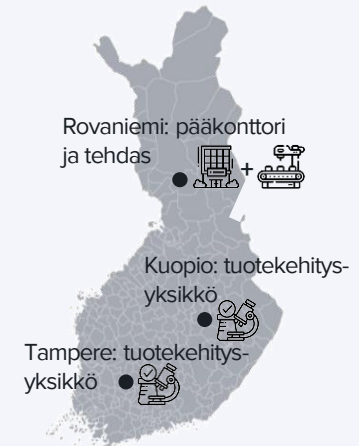 Rovaniemi: pääkonttori
ja tehdas
+
Kuopio: tuotekehitys-
yksikkö
Tampere: tuotekehitys-
yksikkö